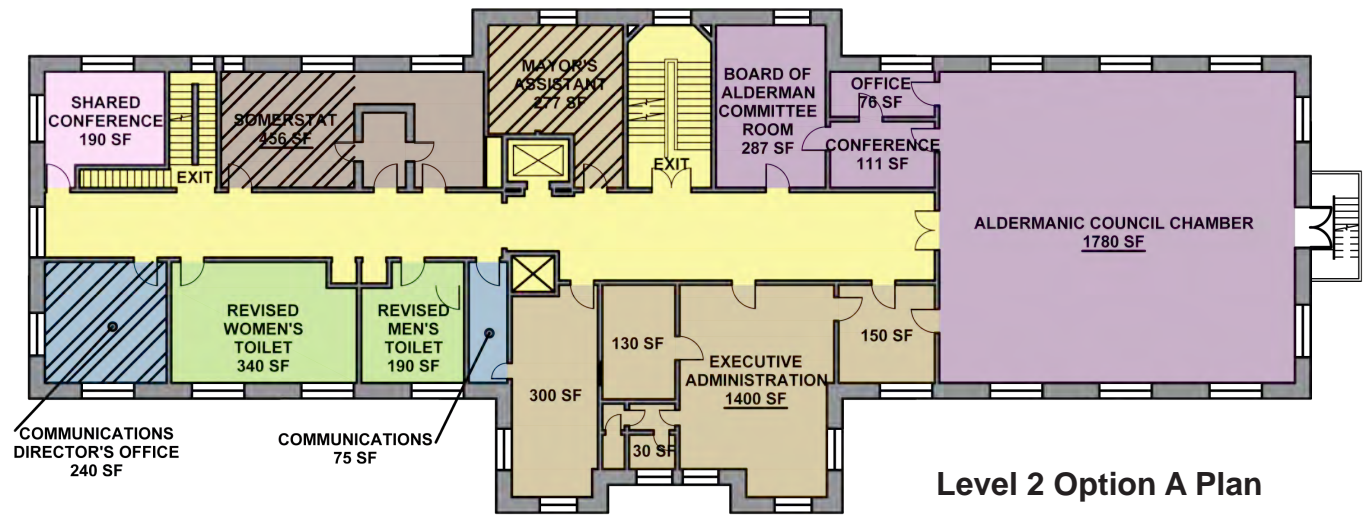 SHARED
CONFERENCE
190 SF
EXIT
SOMERSTAT
456 SF
MAYOR'S
ASSISTANT
277 SF
EXIT
BOARD OF
ALDERMAN
COMMITTEE
ROOM
287 SF
OFFICE
76 SF
CONFERENCE
111 SF
ALDERMANIC COUNCIL CHAMBER
1780 SF
REVISED
WOMEN'S
TOILET
340 SF
REVISED
MEN'S
TOILET
190 SF
300 SF
130 SF
EXECUTIVE
ADMINISTRATION
1400 SF
150 SF
30 SF
COMMUNICATIONS
DIRECTOR'S OFFICE
240 SF
COMMUNICATIONS
75 SF
Level 2 Option A Plan